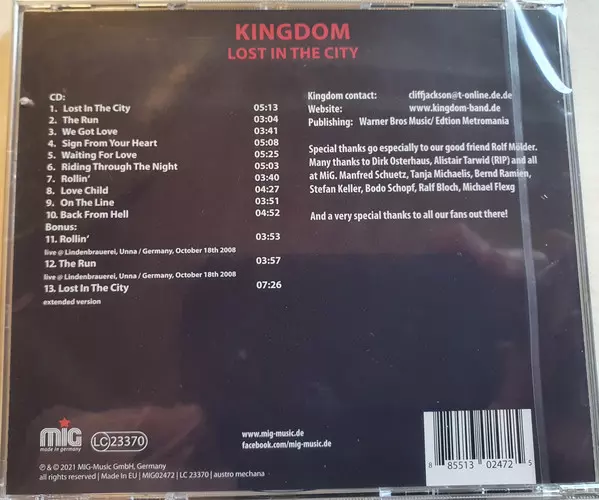 KINGDOM
LOST IN THE CITY
CD:
1. Lost In The City 05:13
2. The Run 03:04
3. We Got Love 03:41
4. Sign From Your Heart 05:08
5. Waiting For Love 05:25
6. Riding Through The Night 05:03
7. Rollin' 03:40
8. Love Child 04:27
9. On The Line 03:51
10. Back From Hell 04:52
Bonus:
11. Rollin' 03:53
live @ Lindenbrauerei, Unna / Germany, October 18th 2008
12. The Run 03:57
live @ Lindenbrauerei, Unna / Germany, October 18th 2008
13. Lost In The City 07:26
extended version
Kingdom contact: cliffjackson@t-online.de.de
Website: www.kingdom-band.de
Publishing: Warner Bros Music/ Edtion Metromania
Special thanks go especially to our good friend Rolf Mölder.
Many thanks to Dirk Osterhaus, Alistair Tarwid (RIP) and all
at MiG. Manfred Schuetz, Tanja Michaelis, Bernd Ramien,
Stefan Keller, Bodo Schopf, Ralf Bloch, Michael Flexg
And a very special thanks to all our fans out there!
mig
made in germany
LC 23370
www.mig-music.de
facebook.com/mig-music.de
℗ & © 2021 MIG-Music GmbH, Germany
all rights reserved | Made In EU | MIG02472 | LC 23370 | austro mechana
8 85513 02472 5